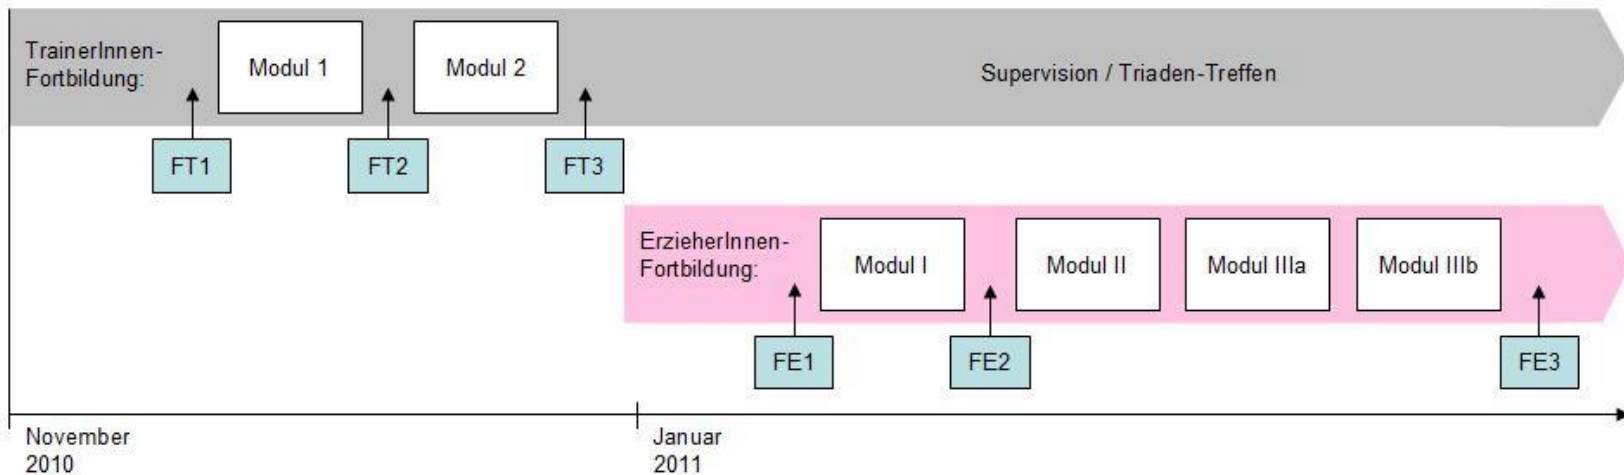 TrainerInnen-
Fortbildung:
Modul 1
Modul 2
Supervision / Triaden-Treffen
FT1
FT2
FT3
ErzieherInnen-
Fortbildung:
Modul I
Modul II
Modul IIIa
Modul IIIb
FE1
FE2
FE3
November
2010
Januar
2011